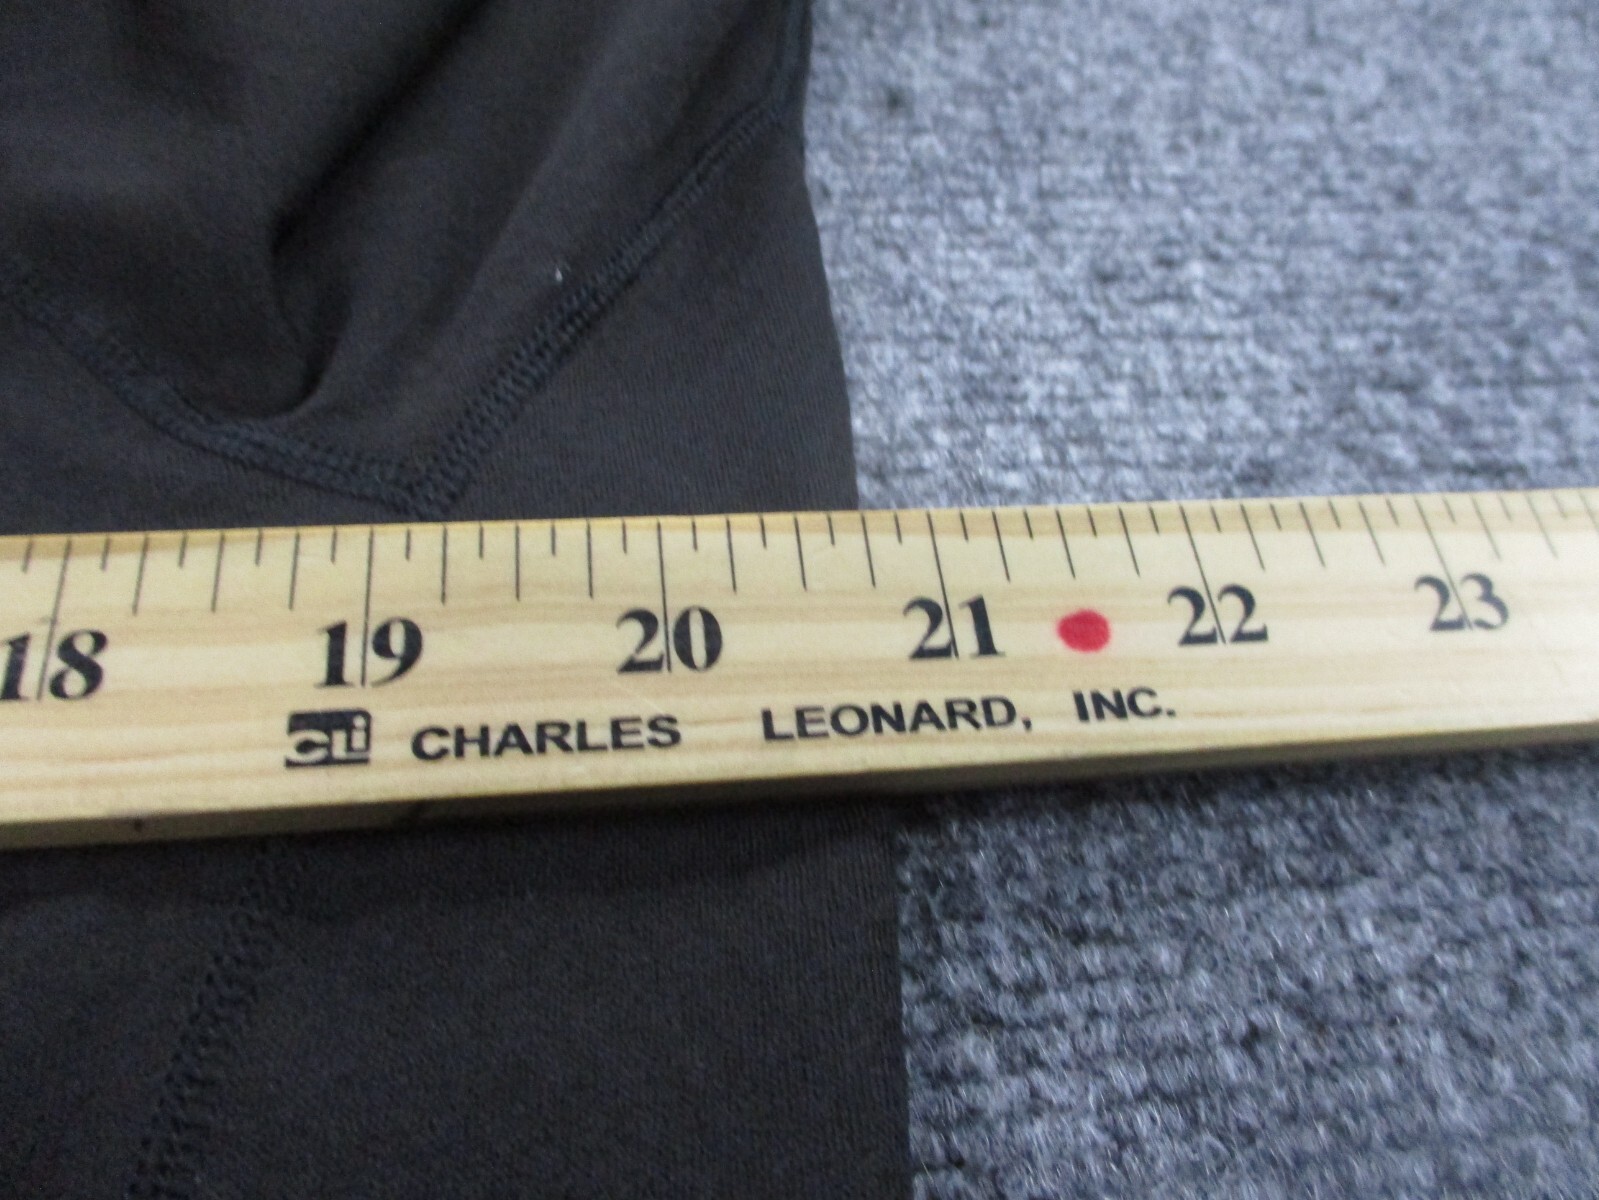 18 19 20 21 22 23
CLi CHARLES LEONARD, INC.